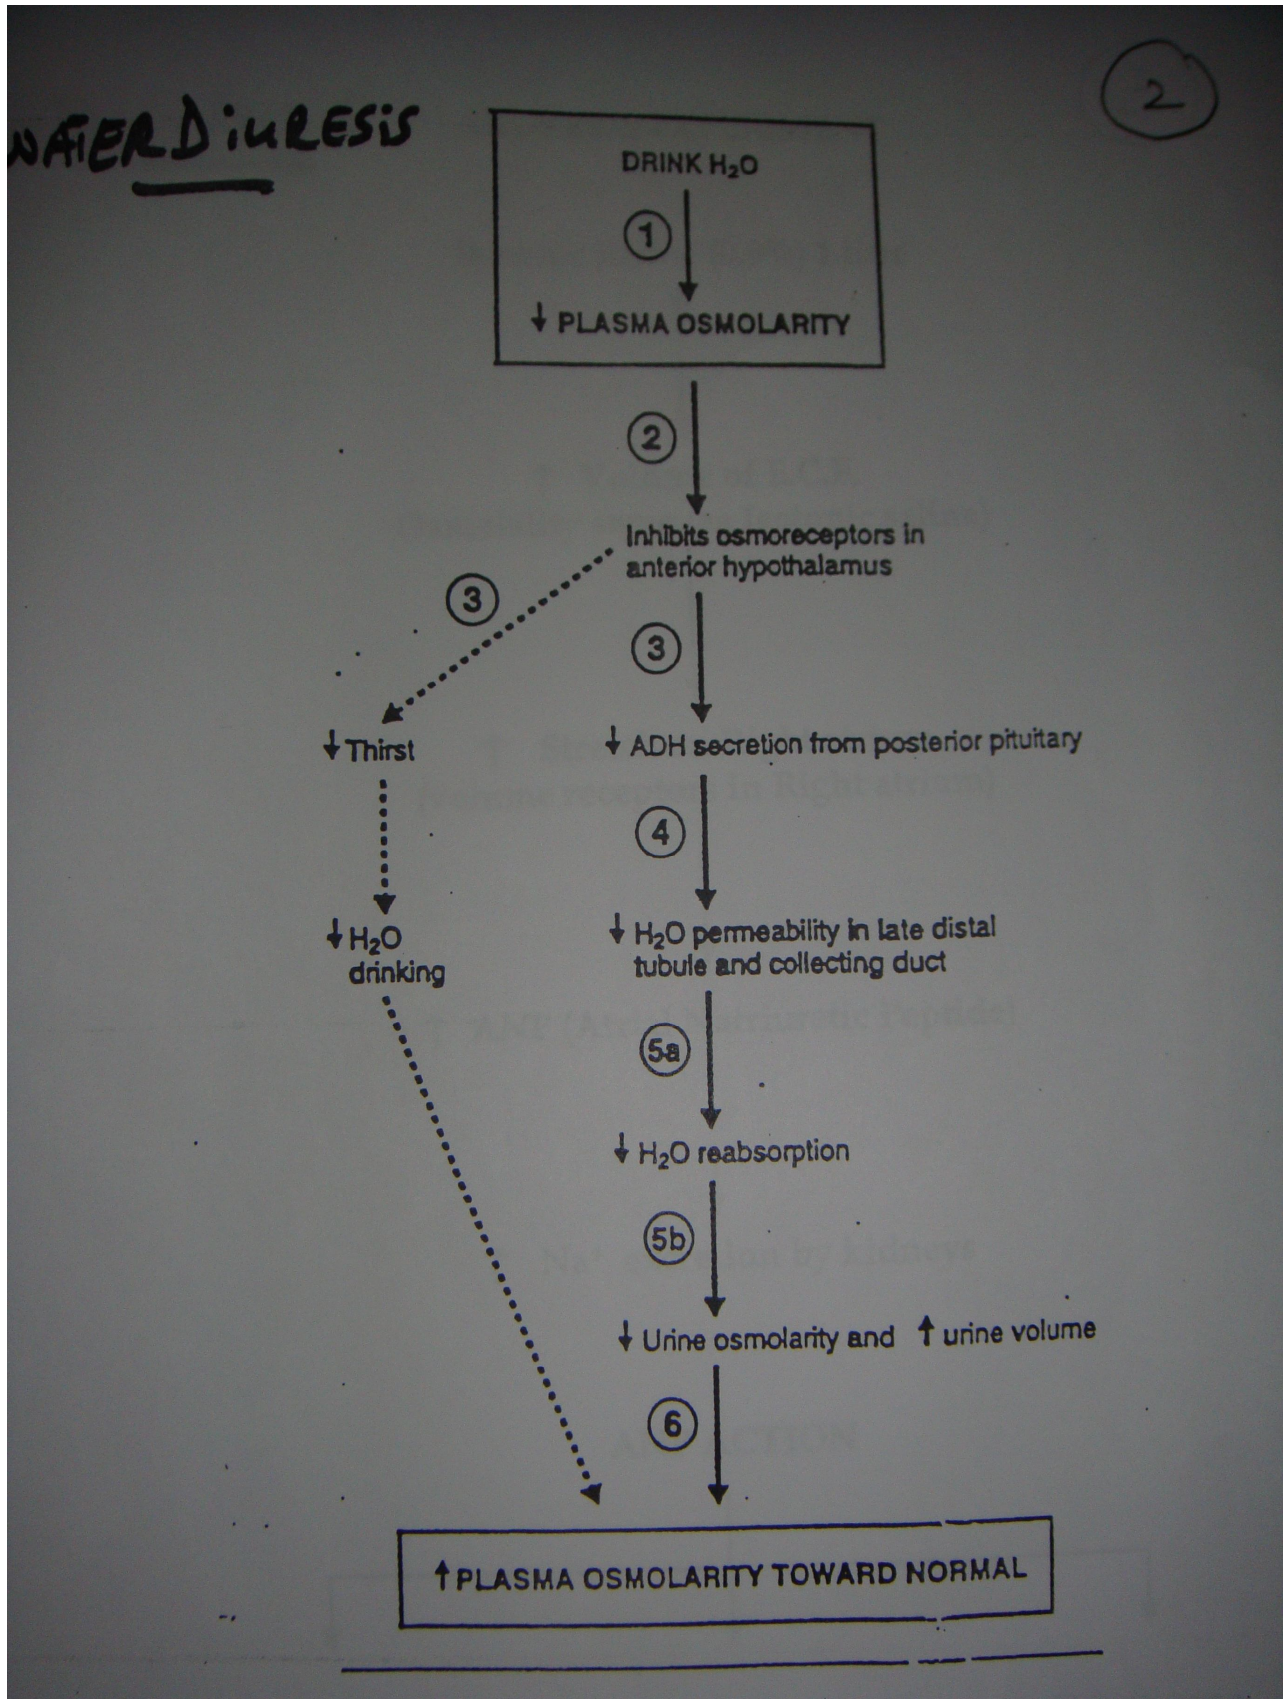 2
WATER DiuRESiS
DRINK H₂O
1
↓ PLASMA OSMOLARITY
2
Inhibits osmoreceptors in
anterior hypothalamus
3
3
↓ Thirst
↓ ADH secretion from posterior pituitary
4
↓ H₂O
drinking
↓ H₂O permeability in late distal
tubule and collecting duct
5a
↓ H₂O reabsorption
5b
↓ Urine osmolarity and ↑ urine volume
6
↑ PLASMA OSMOLARITY TOWARD NORMAL